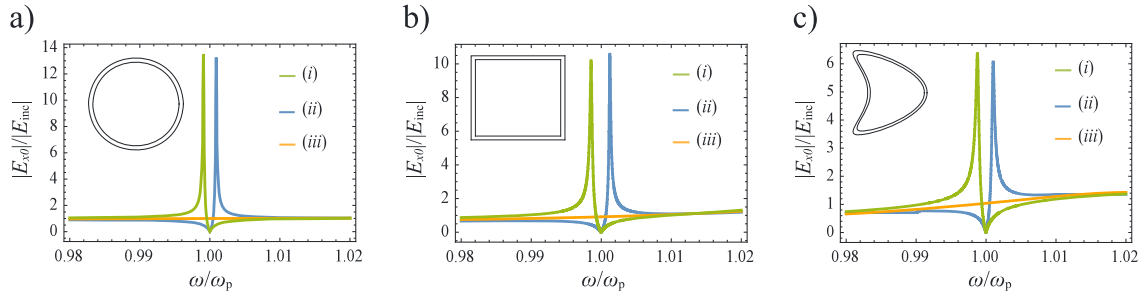 a)
14
12
10
8
6
4
2
0
|E_{x0}|/|E_{inc}|
(i)
(ii)
(iii)
0.98 0.99 1.00 1.01 1.02
ω/ω_p
b)
12
10
8
6
4
2
0
|E_{x0}|/|E_{inc}|
(i)
(ii)
(iii)
0.98 0.99 1.00 1.01 1.02
ω/ω_p
c)
6
5
4
3
2
1
0
|E_{x0}|/|E_{inc}|
(i)
(ii)
(iii)
0.98 0.99 1.00 1.01 1.02
ω/ω_p